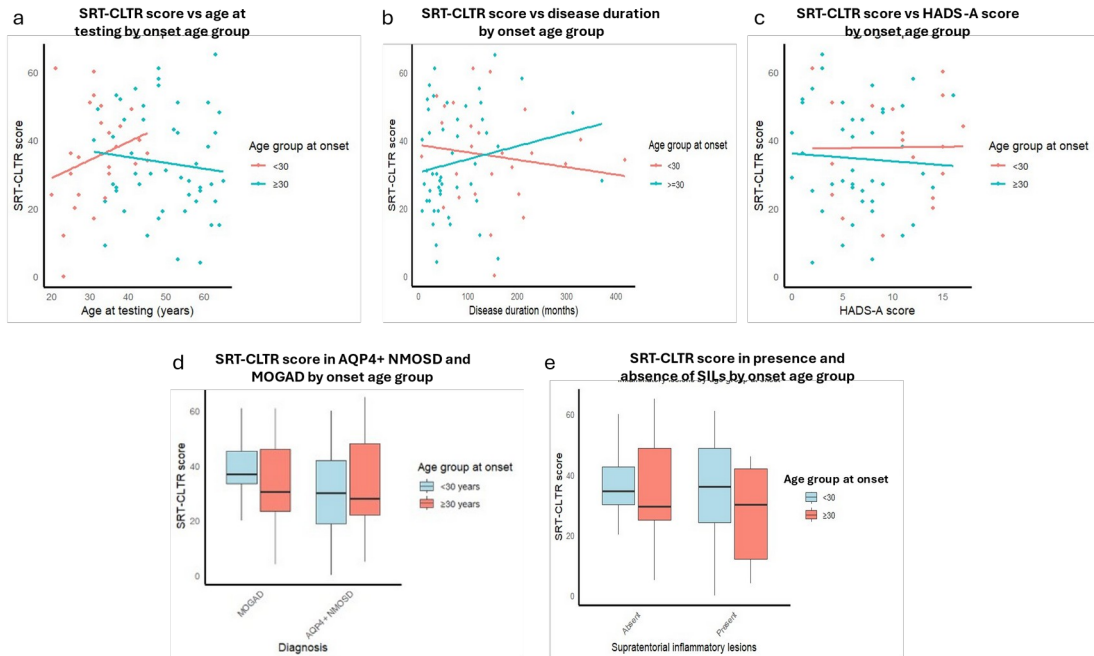 a
SRT-CLTR score vs age at
testing by onset age group
SRT-CLTR score
60
40
20
0
20 30 40 50 60
Age at testing (years)
Age group at onset
<30
≥30
b
SRT-CLTR score vs disease duration
by onset age group
SRT-CLTR score
60
40
20
0
0 100 200 300 400
Disease duration (months)
Age group at onset
<30
>=30
c
SRT-CLTR score vs HADS-A score
by onset age group
SRT-CLTR score
60
40
20
0
0 5 10 15
HADS-A score
Age group at onset
<30
≥30
d
SRT-CLTR score in AQP4+ NMOSD and
MOGAD by onset age group
SRT-CLTR score
60
40
20
0
MOGAD
AQP4+ NMOSD
Diagnosis
Age group at onset
<30 years
≥30 years
e
SRT-CLTR score in presence and
absence of SILs by onset age group
SRT-CLTR score
60
40
20
0
Absent
Present
Supratentorial inflammatory lesions
Age group at onset
<30
≥30